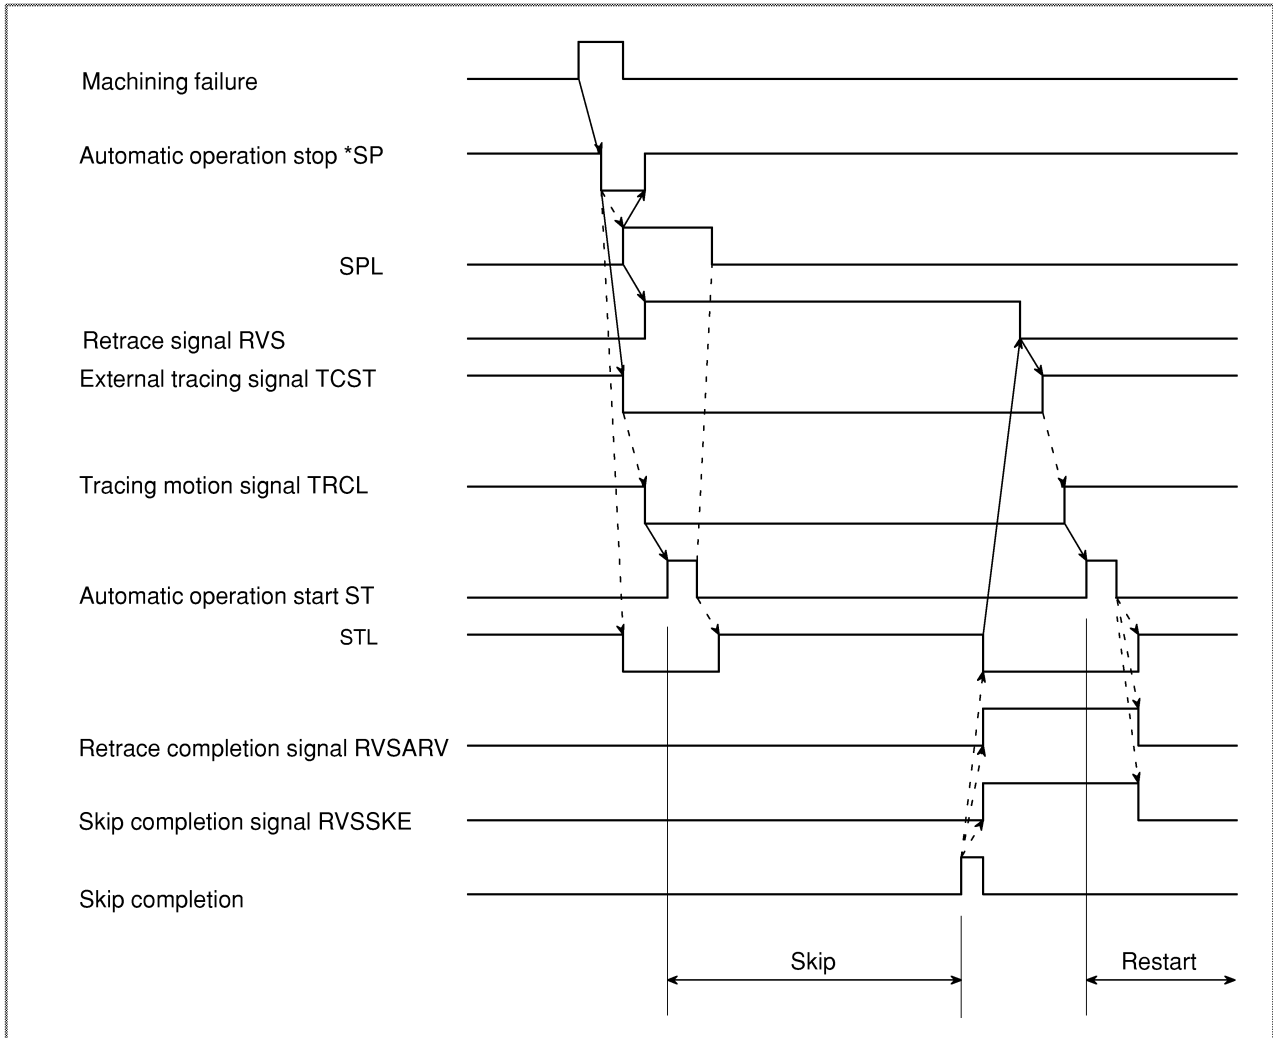 Machining failure
Automatic operation stop *SP
SPL
Retrace signal RVS
External tracing signal TCST
Tracing motion signal TRCL
Automatic operation start ST
STL
Retrace completion signal RVSARV
Skip completion signal RVSSKE
Skip completion
Skip
Restart